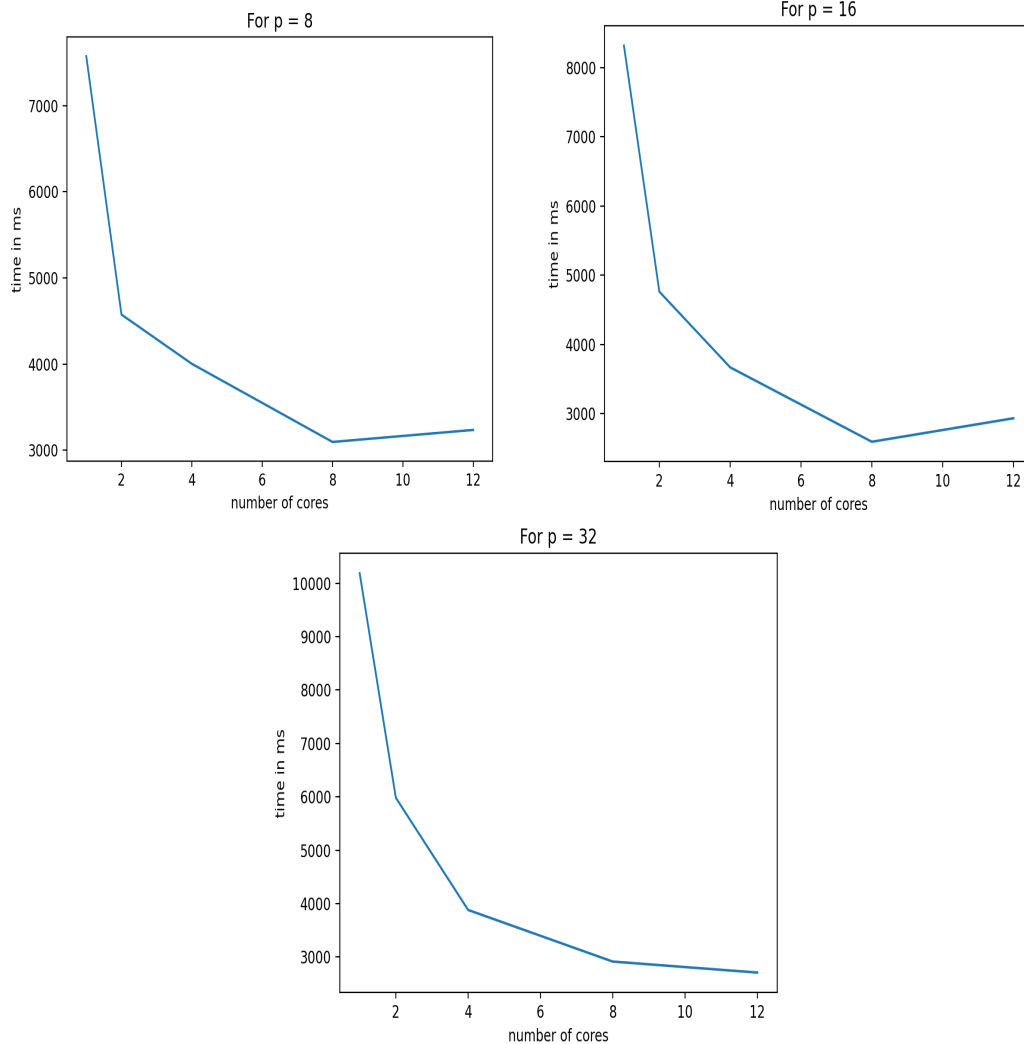 For p = 8
7000
6000
5000
4000
3000
time in ms
2 4 6 8 10 12
number of cores
For p = 16
8000
7000
6000
5000
4000
3000
time in ms
2 4 6 8 10 12
number of cores
For p = 32
10000
9000
8000
7000
6000
5000
4000
3000
time in ms
2 4 6 8 10 12
number of cores